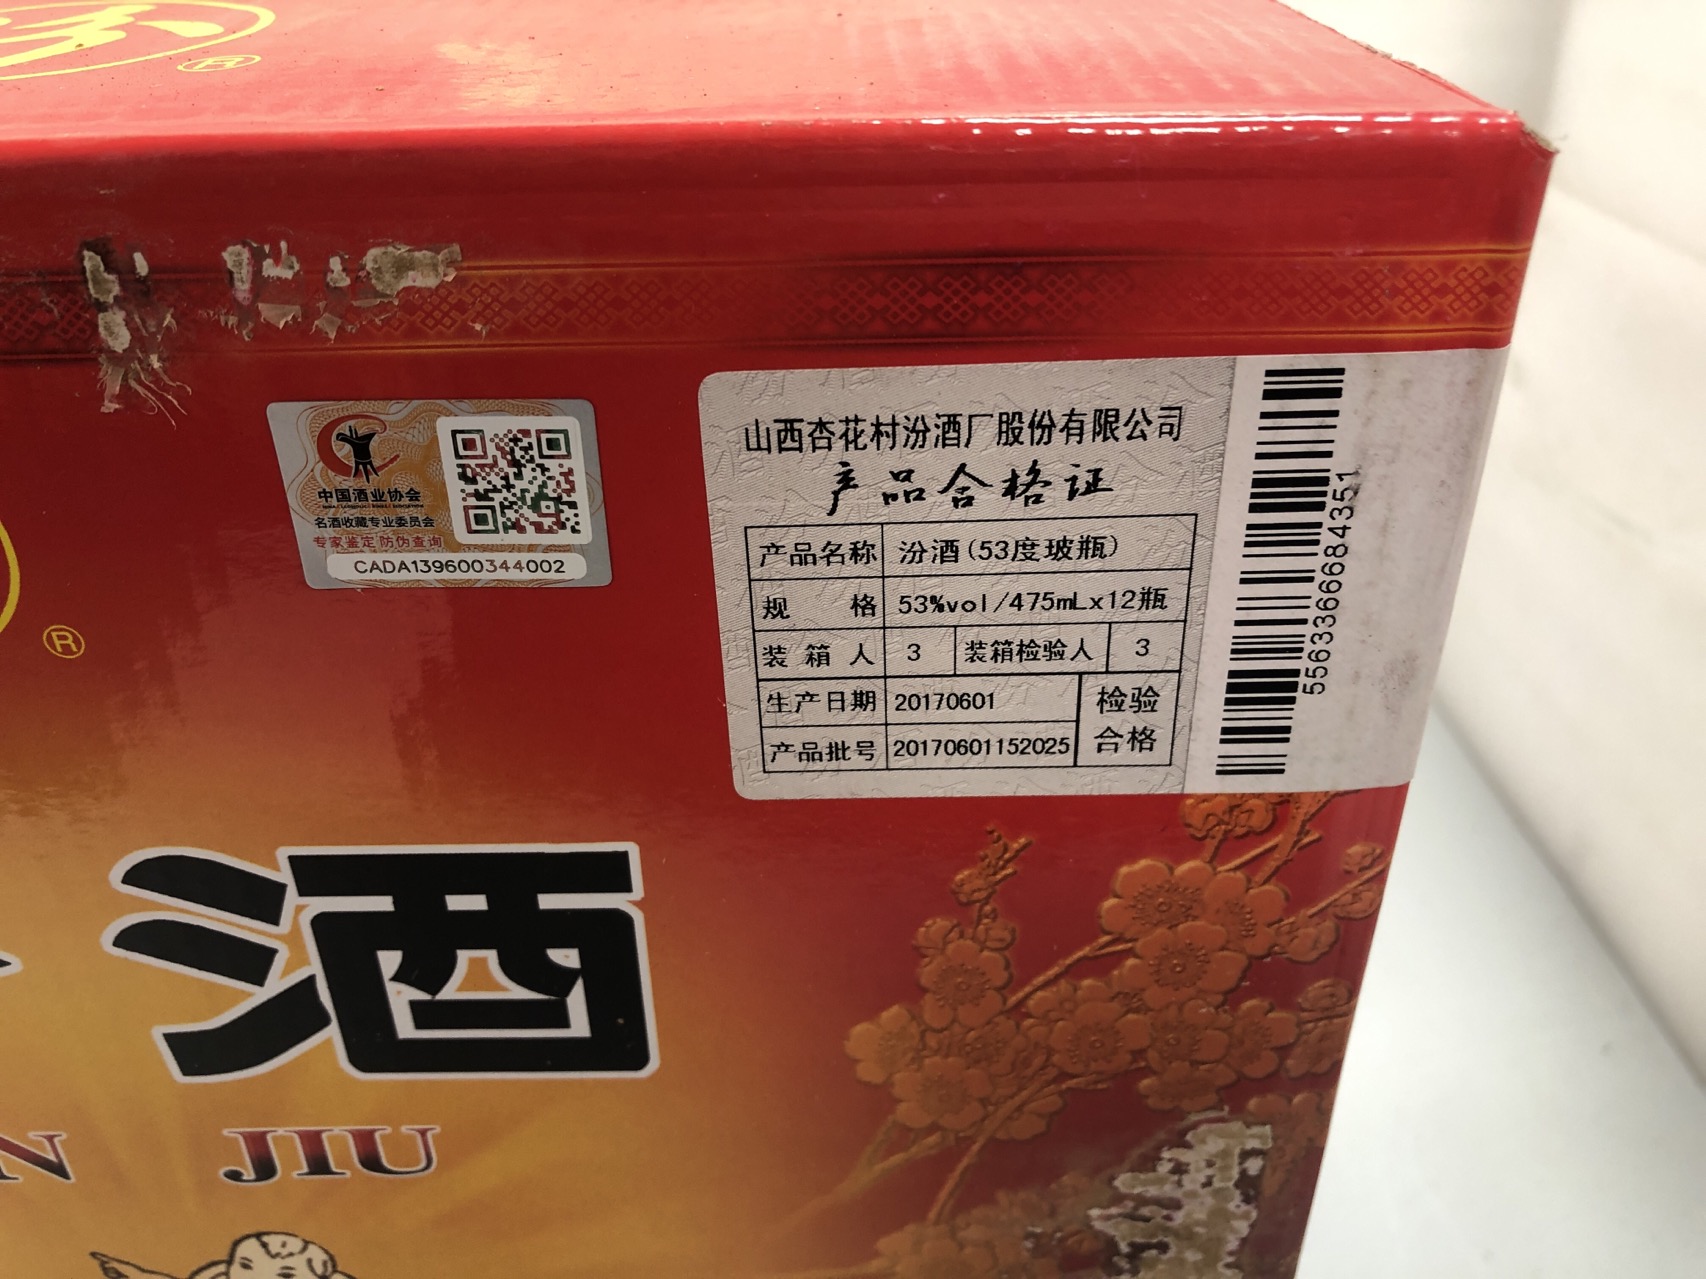 ®
中国酒业协会
名酒收藏专业委员会
专家鉴定 防伪查询
CADA139600344002
山西杏花村汾酒厂股份有限公司
产品合格证
产品名称 汾酒(53度玻瓶)
规 格 53%vol/475mLx12瓶
装箱人 3 装箱检验人 3
生产日期 20170601 检验
产品批号 20170601152025 合格
5563366684351
®
酒
N JIU